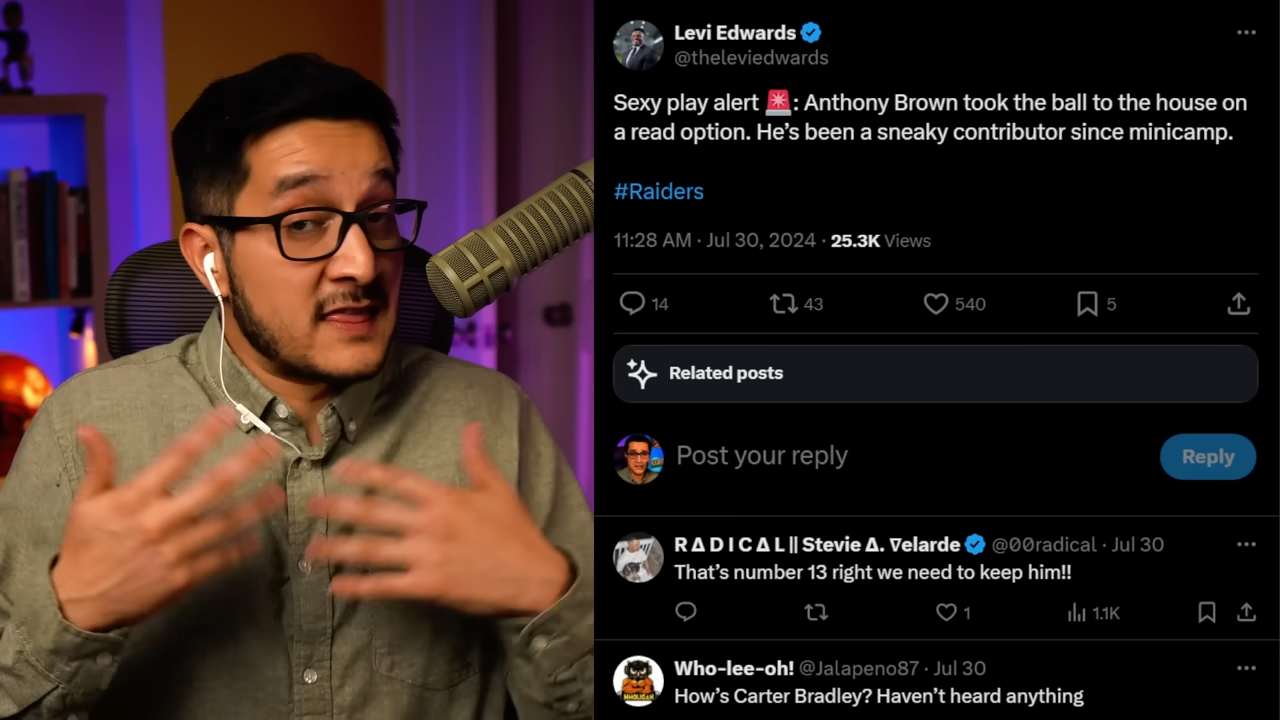 Levi Edwards
@theleviedwards
Sexy play alert 🚨: Anthony Brown took the ball to the house on
a read option. He’s been a sneaky contributor since minicamp.
#Raiders
11:28 AM · Jul 30, 2024 · 25.3K Views
14 43 540 5
Related posts
Post your reply
Reply
R Δ D I C Δ L || Stevie Δ. ∇elarde @00radical · Jul 30
That’s number 13 right we need to keep him!!
1 1.1K
Who-lee-oh! @Jalapeno87 · Jul 30
How’s Carter Bradley? Haven’t heard anything